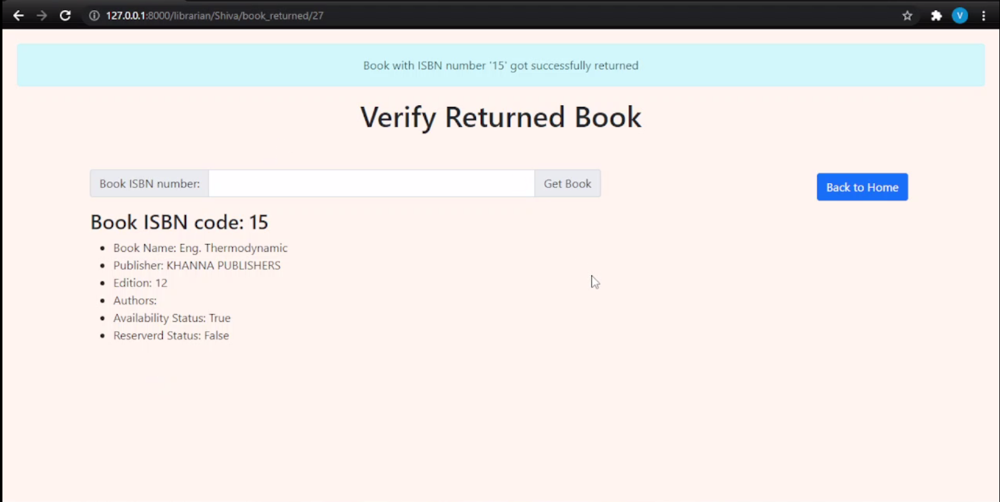 127.0.0.1:8000/librarian/Shiva/book_returned/27
V
Book with ISBN number '15' got successfully returned
Verify Returned Book
Book ISBN number:
Get Book
Back to Home
Book ISBN code: 15
Book Name: Eng. Thermodynamic
Publisher: KHANNA PUBLISHERS
Edition: 12
Authors:
Availability Status: True
Reserverd Status: False